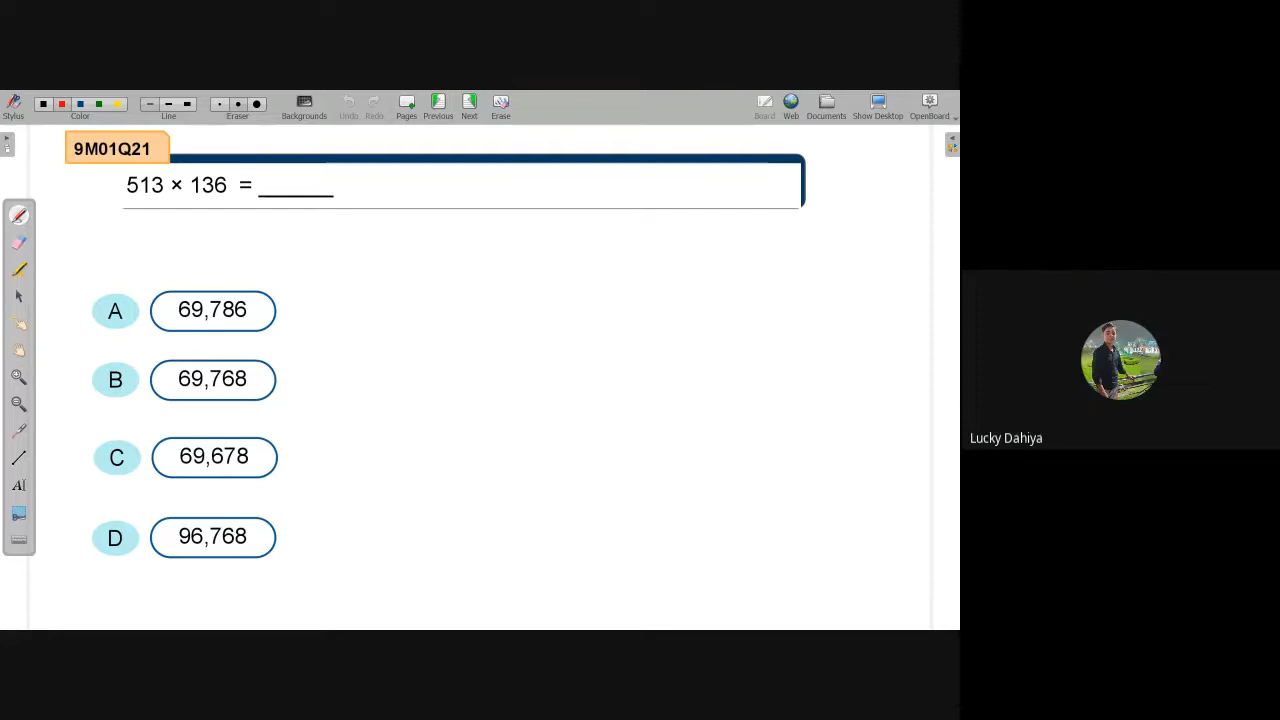 Stylus Color Line Eraser Backgrounds Undo Redo Pages Previous Next Erase Board Web Documents Show Desktop OpenBoard
9M01Q21
513 × 136 = ______
A 69,786
B 69,768
C 69,678
D 96,768
Lucky Dahiya